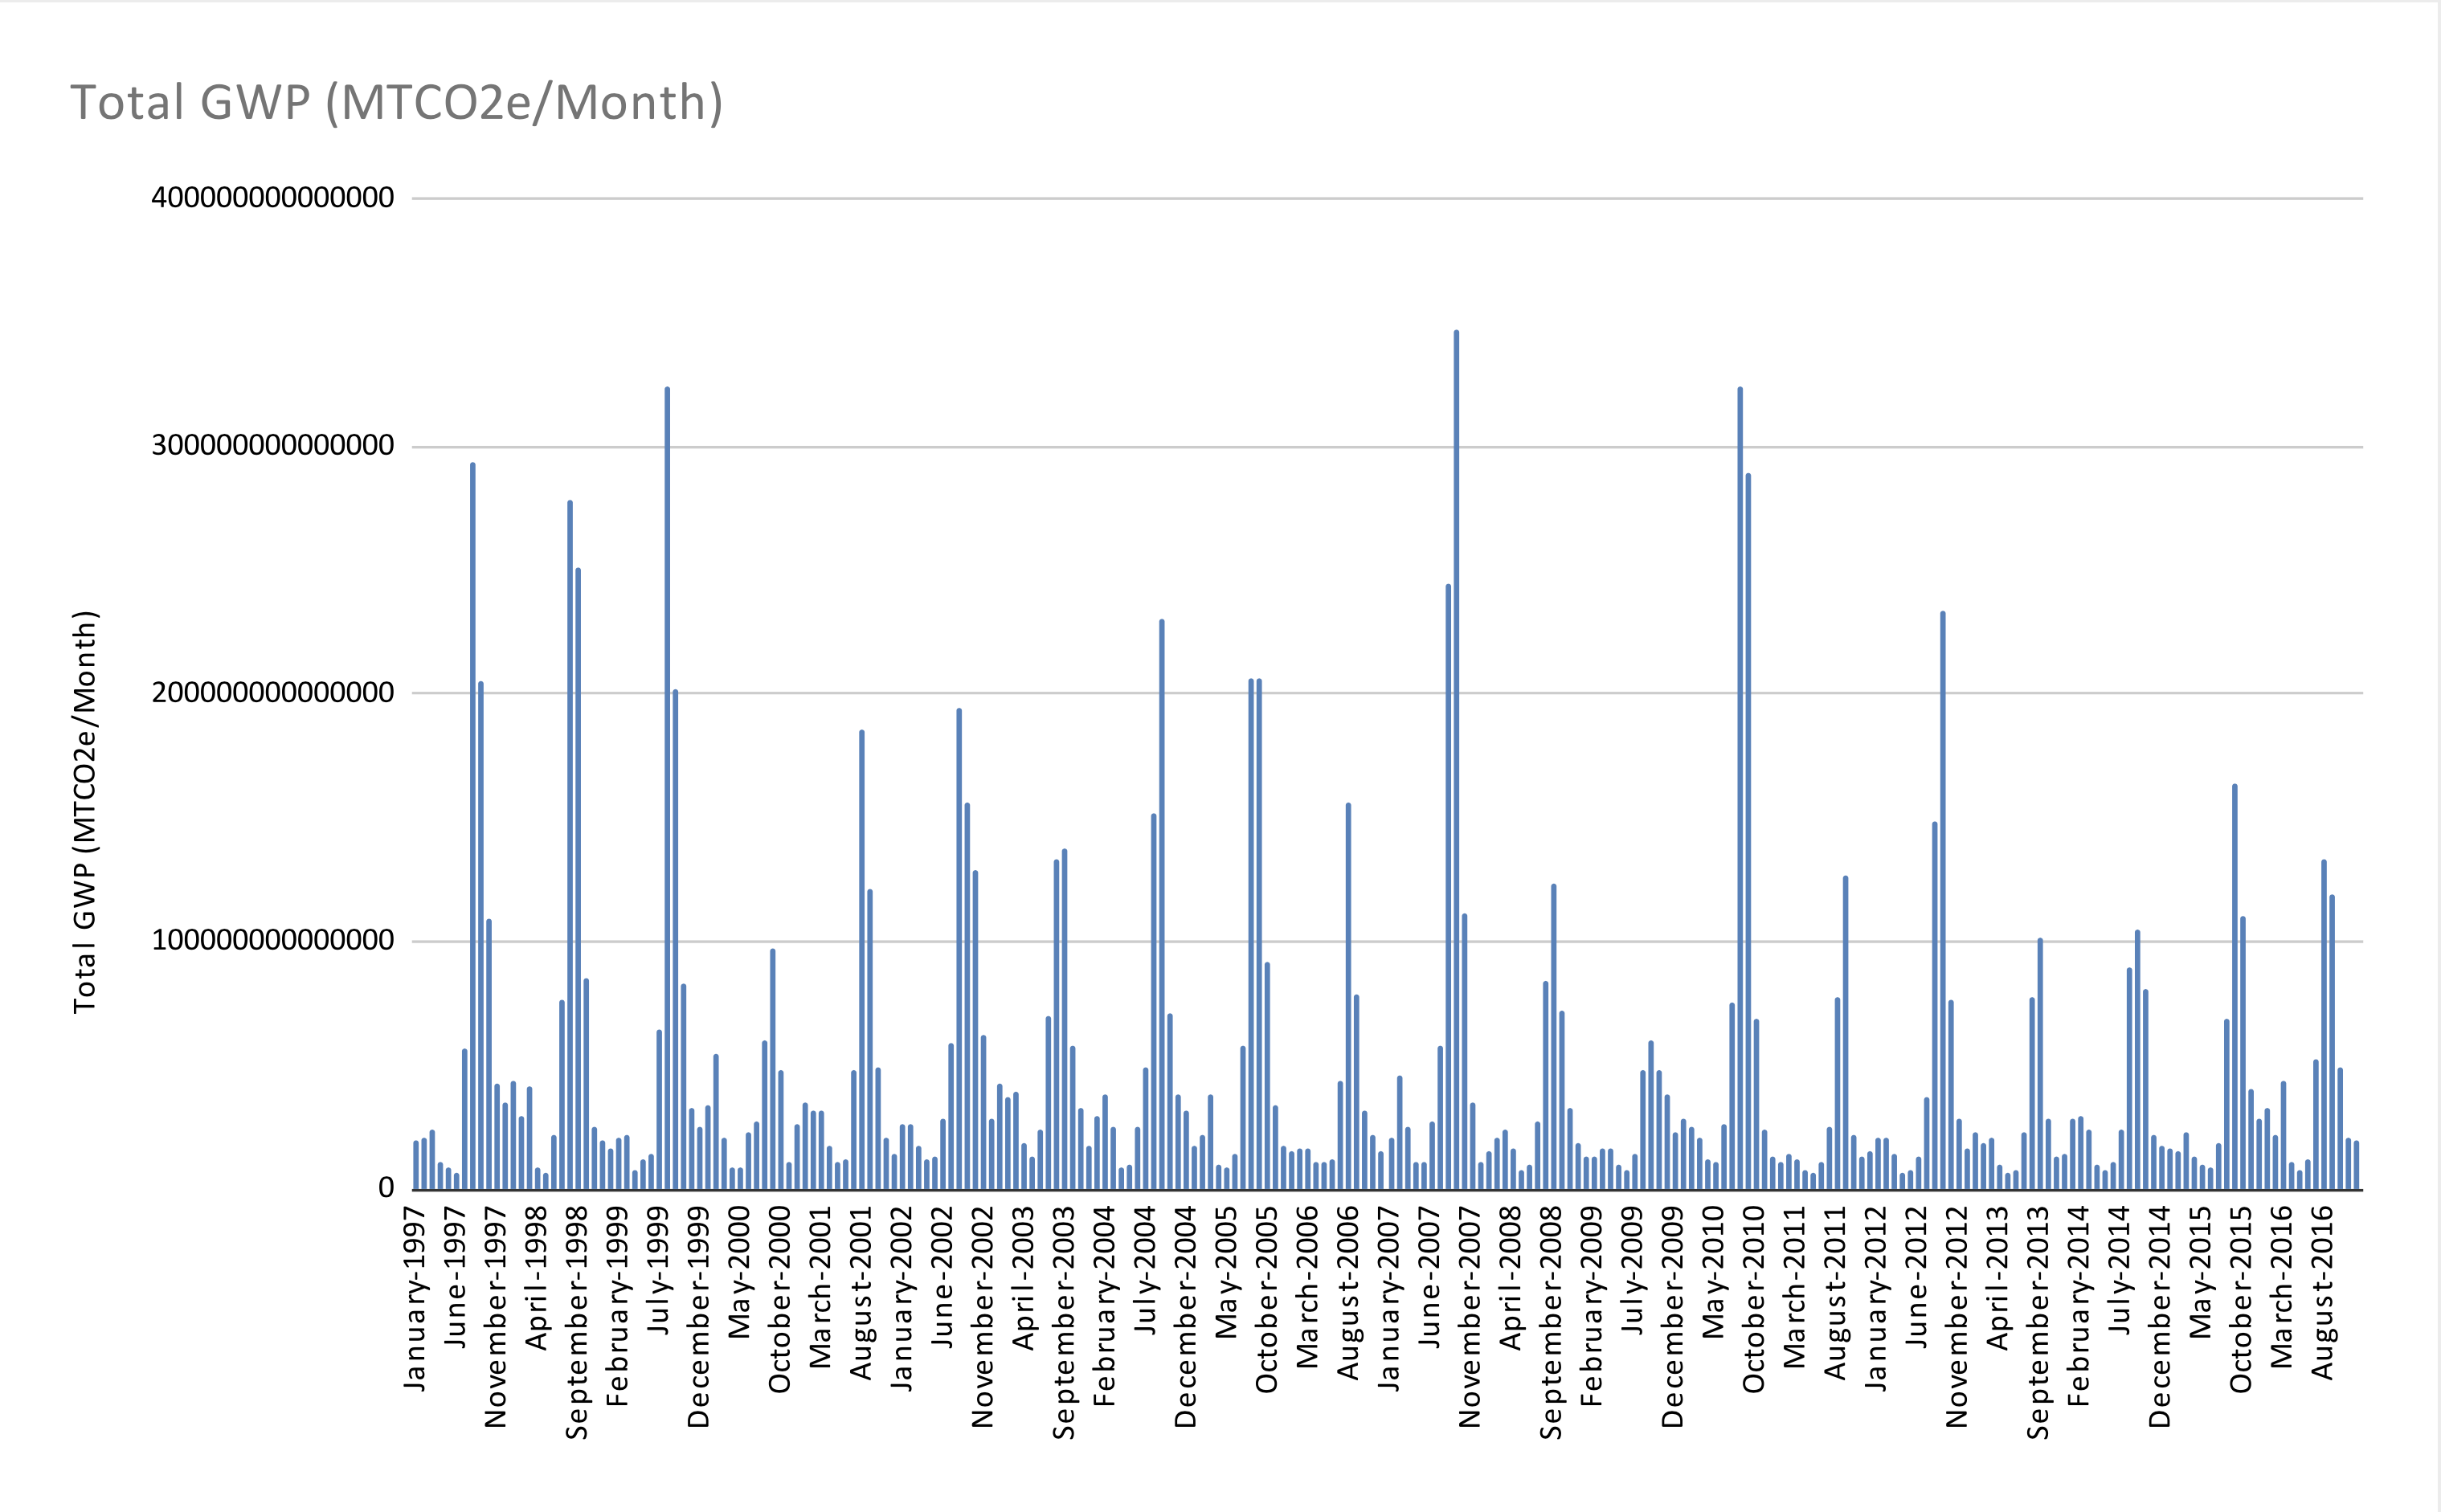 Total GWP (MTCO2e/Month)
400000000000000
300000000000000
200000000000000
100000000000000
0
Total GWP (MTCO2e/Month)
January-1997
June-1997
November-1997
April-1998
September-1998
February-1999
July-1999
December-1999
May-2000
October-2000
March-2001
August-2001
January-2002
June-2002
November-2002
April-2003
September-2003
February-2004
July-2004
December-2004
May-2005
October-2005
March-2006
August-2006
January-2007
June-2007
November-2007
April-2008
September-2008
February-2009
July-2009
December-2009
May-2010
October-2010
March-2011
August-2011
January-2012
June-2012
November-2012
April-2013
September-2013
February-2014
July-2014
December-2014
May-2015
October-2015
March-2016
August-2016